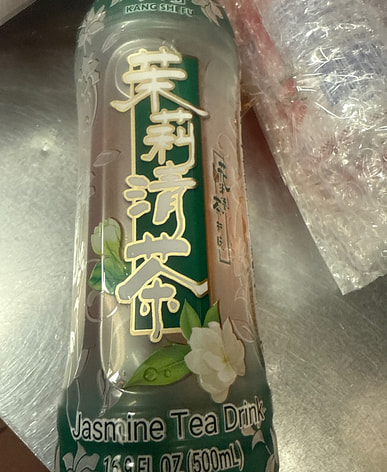 KANG SHI FU
茉莉清茶
Jasmine Tea Drink
16.9 FL OZ (500mL)